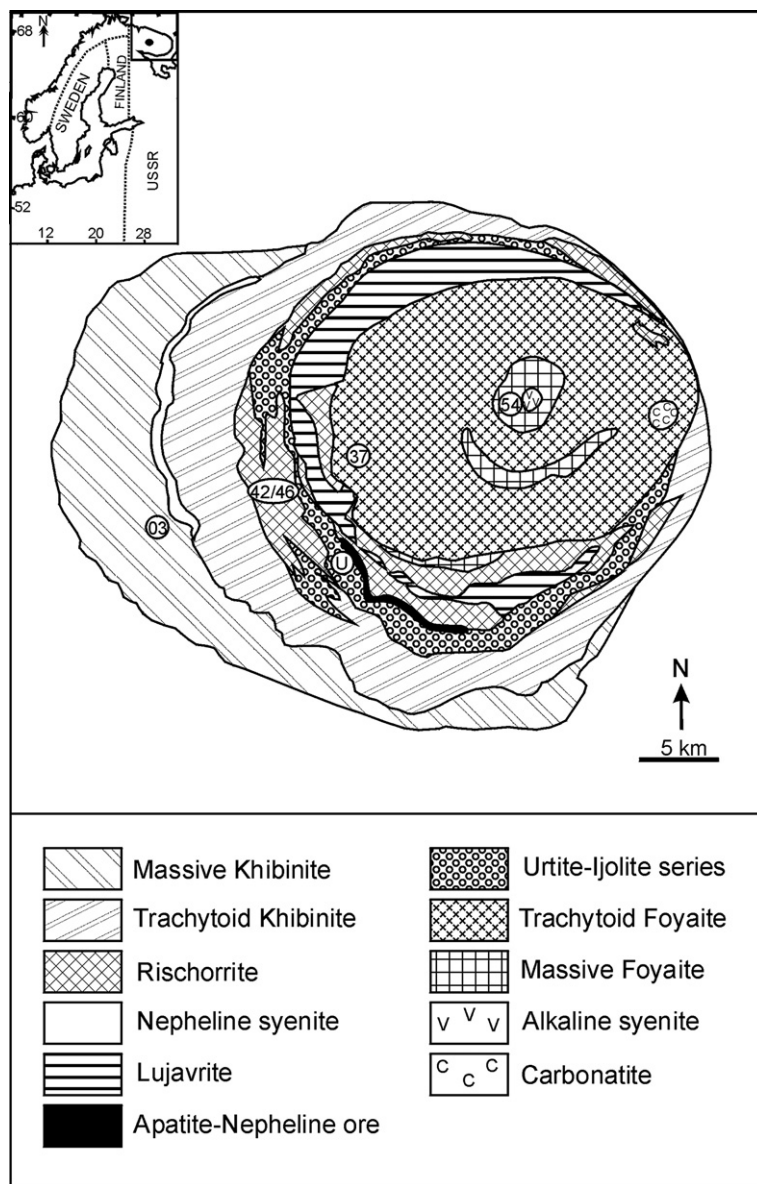 N
68
60
52
12
20
28
SWEDEN
FINLAND
USSR
54
V
V
V
C
C
C
C
C
37
42/46
03
U
N
5 km
Massive Khibinite
Trachytoid Khibinite
Rischorrite
Nepheline syenite
Lujavrite
Apatite-Nepheline ore
Urtite-Ijolite series
Trachytoid Foyaite
Massive Foyaite
V V V
Alkaline syenite
C C C C
Carbonatite